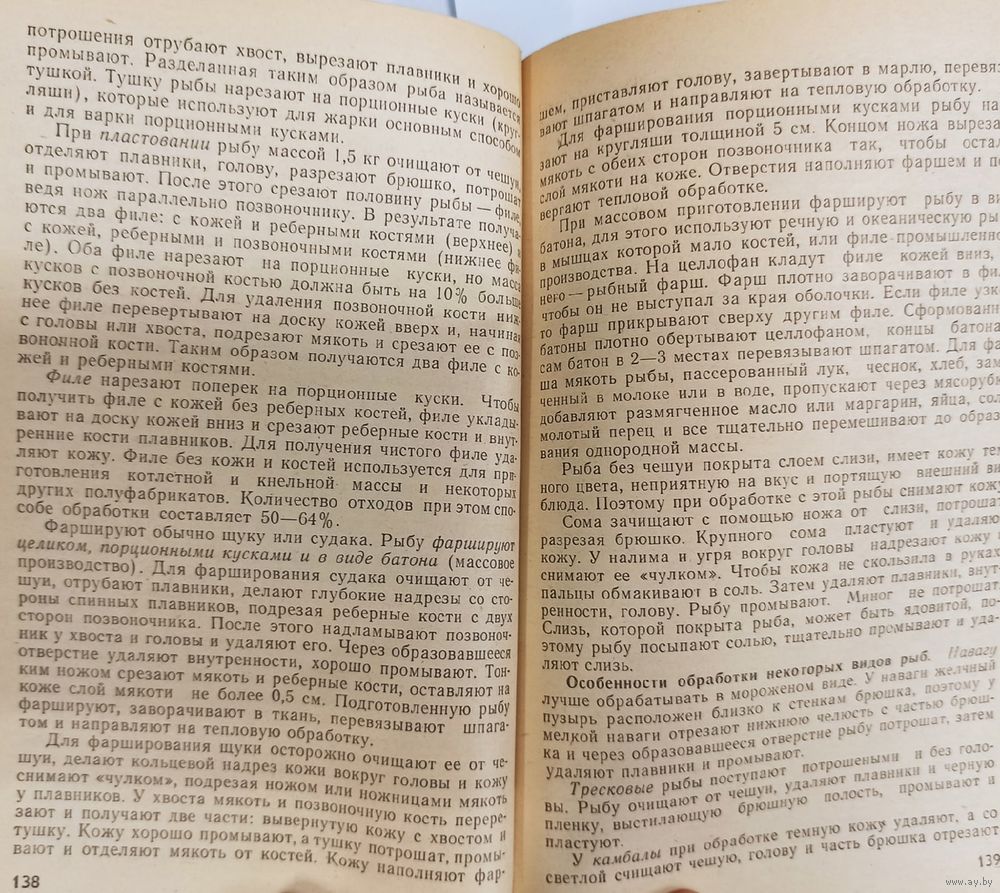 потрошения отрубают хвост, вырезают плавники и хорошо
промывают. Разделанная таким образом рыба называется
тушкой. Тушку рыбы нарезают на порционные куски (круг-
ляши), которые используют для жарки основным способом
и для варки порционными кусками.
При пластовании рыбу массой 1,5 кг очищают от чешуи,
отделяют плавники, голову, разрезают брюшко, потрошат
и промывают. После этого срезают половину рыбы — филе,
ведя нож параллельно позвоночнику. В результате получа-
ются два филе: с кожей и реберными костями (верхнее) и
с кожей, реберными и позвоночными костями (нижнее фи-
ле). Оба филе нарезают на порционные куски, но масса
кусков с позвоночной костью должна быть на 10% больше
кусков без костей. Для удаления позвоночной кости ниж-
нее филе перевертывают на доску кожей вверх и, начиная
с головы или хвоста, подрезают мякоть и срезают ее с поз-
воночной кости. Таким образом получаются два филе с ко-
жей и реберными костями.
Филе нарезают поперек на порционные куски. Чтобы
получить филе с кожей без реберных костей, филе уклады-
вают на доску кожей вниз и срезают реберные кости и внут-
ренние кости плавников. Для получения чистого филе уда-
ляют кожу. Филе без кожи и костей используется для при-
готовления котлетной и кнельной массы и некоторых
других полуфабрикатов. Количество отходов при этом спо-
собе обработки составляет 50—64%.
Фаршируют обычно щуку или судака. Рыбу фаршируют
целиком, порционными кусками и в виде батона (массовое
производство). Для фарширования судака очищают от че-
шуи, отрубают плавники, делают глубокие надрезы со сто-
роны спинных плавников, подрезая реберные кости с двух
сторон позвоночника. После этого надламывают позвоноч-
ник у хвоста и головы и удаляют его. Через образовавшееся
отверстие удаляют внутренности, хорошо промывают. Тон-
ким ножом срезают мякоть и реберные кости, оставляют на
коже слой мякоти не более 0,5 см. Подготовленную рыбу
фаршируют, заворачивают в ткань, перевязывают шпага-
том и направляют на тепловую обработку.
Для фарширования щуки осторожно очищают ее от че-
шуи, делают кольцевой надрез кожи вокруг головы и кожу
снимают «чулком», подрезая ножом или ножницами мякоть
у плавников. У хвоста мякоть и позвоночную кость перере-
зают и получают две части: вывернутую кожу с хвостом и
тушку. Кожу хорошо промывают, а тушку потрошат, промы-
вают и отделяют мякоть от костей. Кожу наполняют фар-
138
шем, приставляют голову, завертывают в марлю, перевя
вают шпагатом и направляют на тепловую обработку.
Для фарширования порционными кусками рыбу на
зают на кругляши толщиной 5 см. Концом ножа выреза
мякоть с обеих сторон позвоночника так, чтобы остал
слой мякоти на коже. Отверстия наполняют фаршем и по
вергают тепловой обработке.
При массовом приготовлении фаршируют рыбу в ви
батона, для этого используют речную и океаническую ры
в мышцах которой мало костей, или филе промышленно
производства. На целлофан кладут филе кожей вниз,
него — рыбный фарш. Фарш плотно заворачивают в фи
чтобы он не выступал за края оболочки. Если филе узко
то фарш прикрывают сверху другим филе. Сформованн
батоны плотно обертывают целлофаном, концы батона
сам батон в 2—3 местах перевязывают шпагатом. Для фа
ша мякоть рыбы, пассерованный лук, чеснок, хлеб, зам
ченный в молоке или в воде, пропускают через мясорубк
добавляют размягченное масло или маргарин, яйца, сол
молотый перец и все тщательно перемешивают до образ
вания однородной массы.
Рыба без чешуи покрыта слоем слизи, имеет кожу тем
ного цвета, неприятную на вкус и портящую внешний ви
блюда. Поэтому при обработке с этой рыбы снимают кожу
Сома зачищают с помощью ножа от слизи, потроша
разрезая брюшко. Крупного сома пластуют и удаляю
кожу. У налима и угря вокруг головы надрезают кожу и
снимают ее «чулком». Чтобы кожа не скользила в руках
пальцы обмакивают в соль. Затем удаляют плавники, внут-
ренности, голову. Рыбу промывают. Миног не потрошат.
Слизь, которой покрыта рыба, может быть ядовитой, по-
этому рыбу посыпают солью, тщательно промывают и уда-
ляют слизь.
Особенности обработки некоторых видов рыб. Навагу
лучше обрабатывать в мороженом виде. У наваги желчный
пузырь расположен близко к стенкам брюшка, поэтому у
мелкой наваги отрезают нижнюю челюсть с частью брюш-
ка и через образовавшееся отверстие рыбу потрошат, затем
удаляют плавники и промывают.
Тресковые рыбы поступают потрошеными и без голо-
вы. Рыбу очищают от чешуи, удаляют плавники и черную
пленку, выстилающую брюшную полость, промывают и
пластуют.
У камбалы при обработке темную кожу удаляют, а со
светлой счищают чешую, голову и часть брюшка отрезают
139
www.ay.by